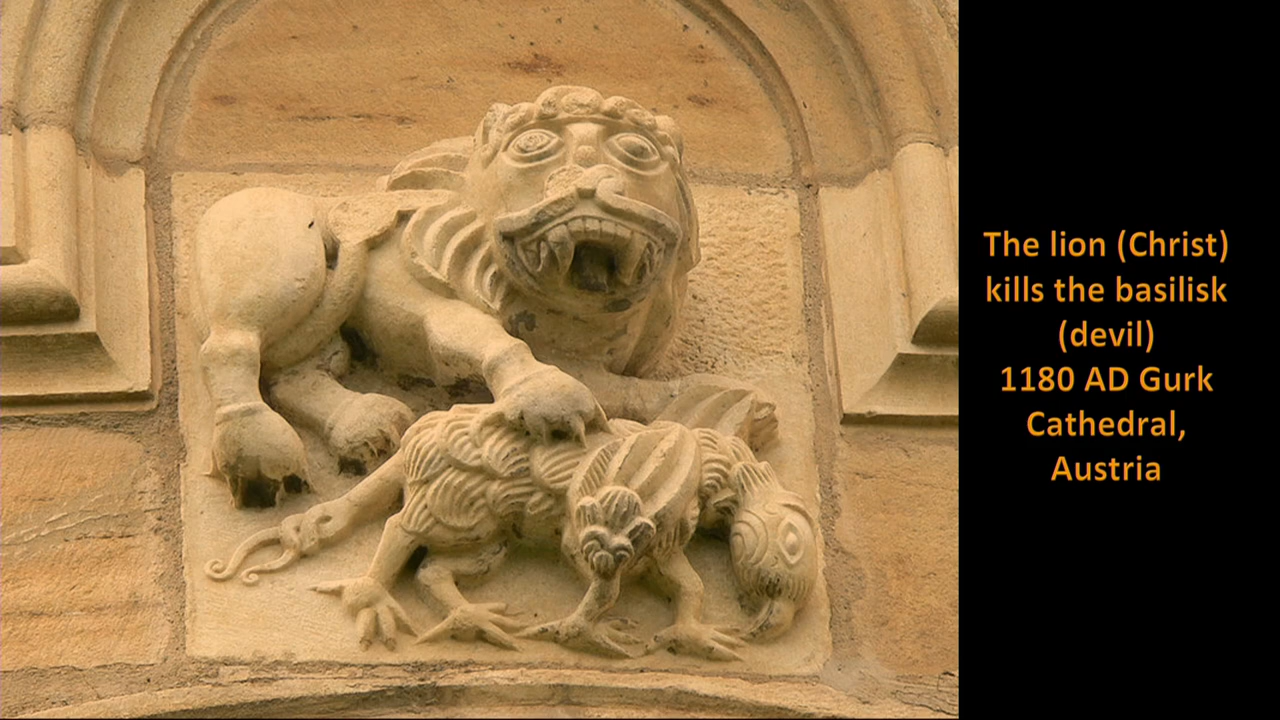 The lion (Christ)
kills the basilisk
(devil)
1180 AD Gurk
Cathedral,
Austria